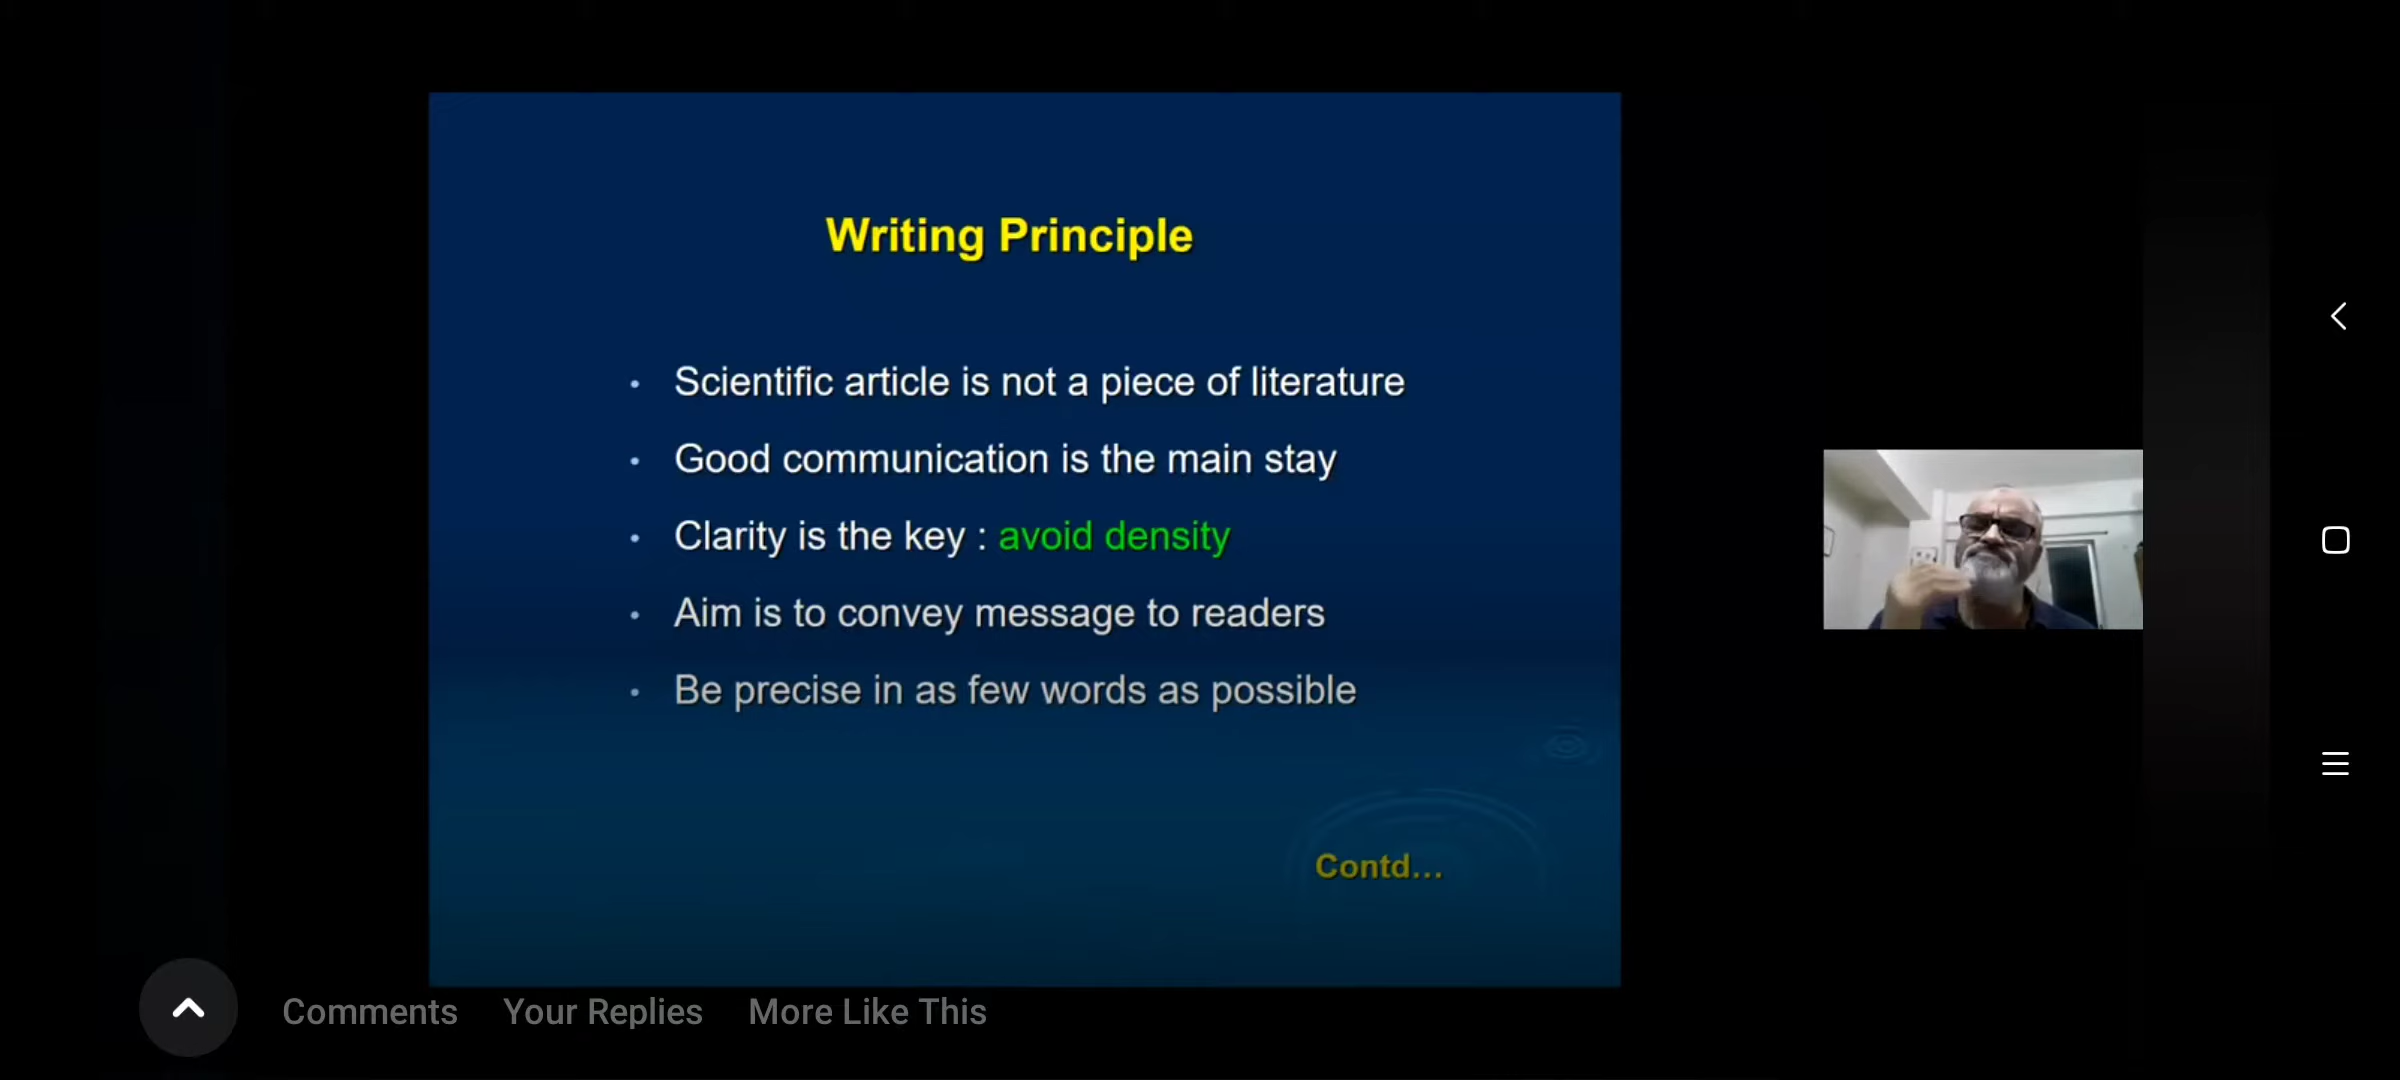 Writing Principle
• Scientific article is not a piece of literature
• Good communication is the main stay
• Clarity is the key : avoid density
• Aim is to convey message to readers
• Be precise in as few words as possible
Contd...
Comments Your Replies More Like This